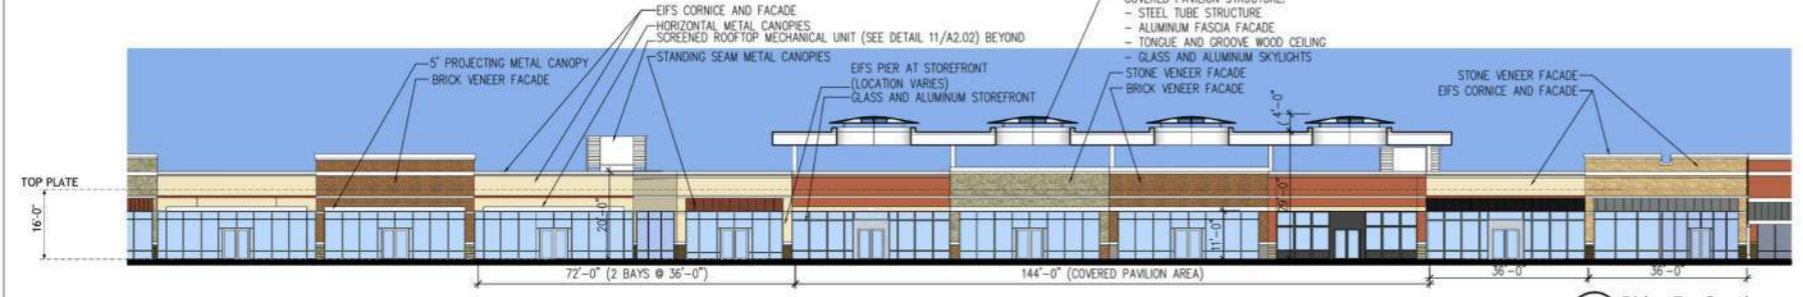 EIFS CORNICE AND FACADE
HORIZONTAL METAL CANOPIES
SCREENED ROOFTOP MECHANICAL UNIT (SEE DETAIL 11/A2.02) BEYOND
STANDING SEAM METAL CANOPIES
5' PROJECTING METAL CANOPY
BRICK VENEER FACADE
EIFS PIER AT STOREFRONT
(LOCATION VARIES)
GLASS AND ALUMINUM STOREFRONT
COVERED PAVILION STRUCTURE:
- STEEL TUBE STRUCTURE
- ALUMINUM FASCIA FACADE
- TONGUE AND GROOVE WOOD CEILING
- GLASS AND ALUMINUM SKYLIGHTS
STONE VENEER FACADE
BRICK VENEER FACADE
STONE VENEER FACADE
EIFS CORNICE AND FACADE
TOP PLATE
16'-0"
20'-0"
11'-0"
29'-0"
4'-0"
72'-0" (2 BAYS @ 36'-0")
144'-0" (COVERED PAVILION AREA)
36'-0"
36'-0"